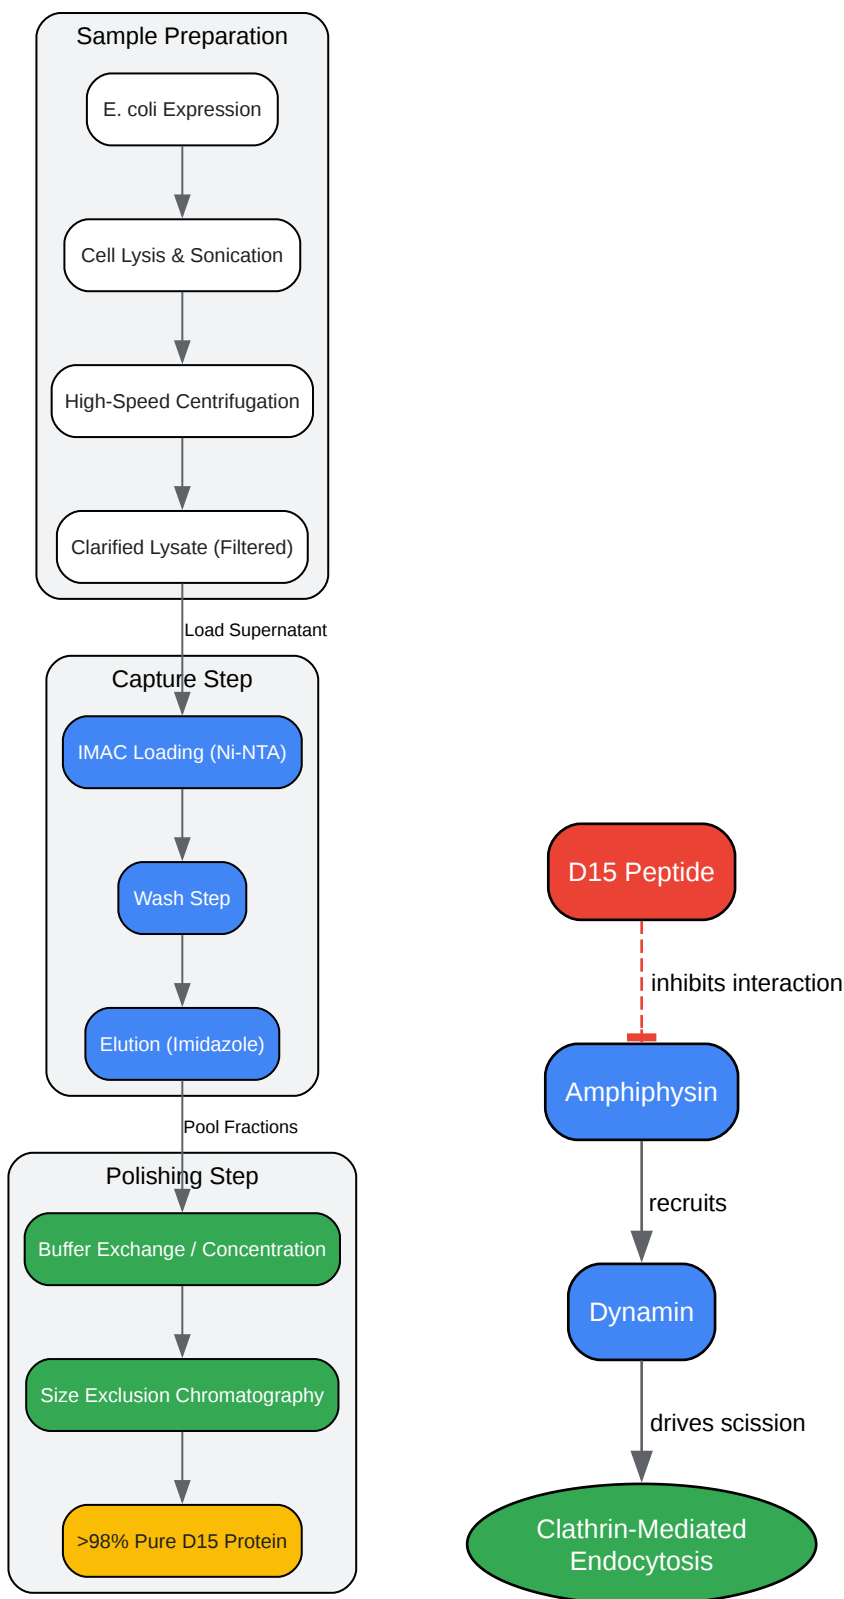 Sample Preparation
E. coli Expression
Cell Lysis & Sonication
High-Speed Centrifugation
Clarified Lysate (Filtered)
Load Supernatant
Capture Step
IMAC Loading (Ni-NTA)
Wash Step
Elution (Imidazole)
Pool Fractions
Polishing Step
Buffer Exchange / Concentration
Size Exclusion Chromatography
>98% Pure D15 Protein
D15 Peptide
inhibits interaction
Amphiphysin
recruits
Dynamin
drives scission
Clathrin-Mediated
Endocytosis